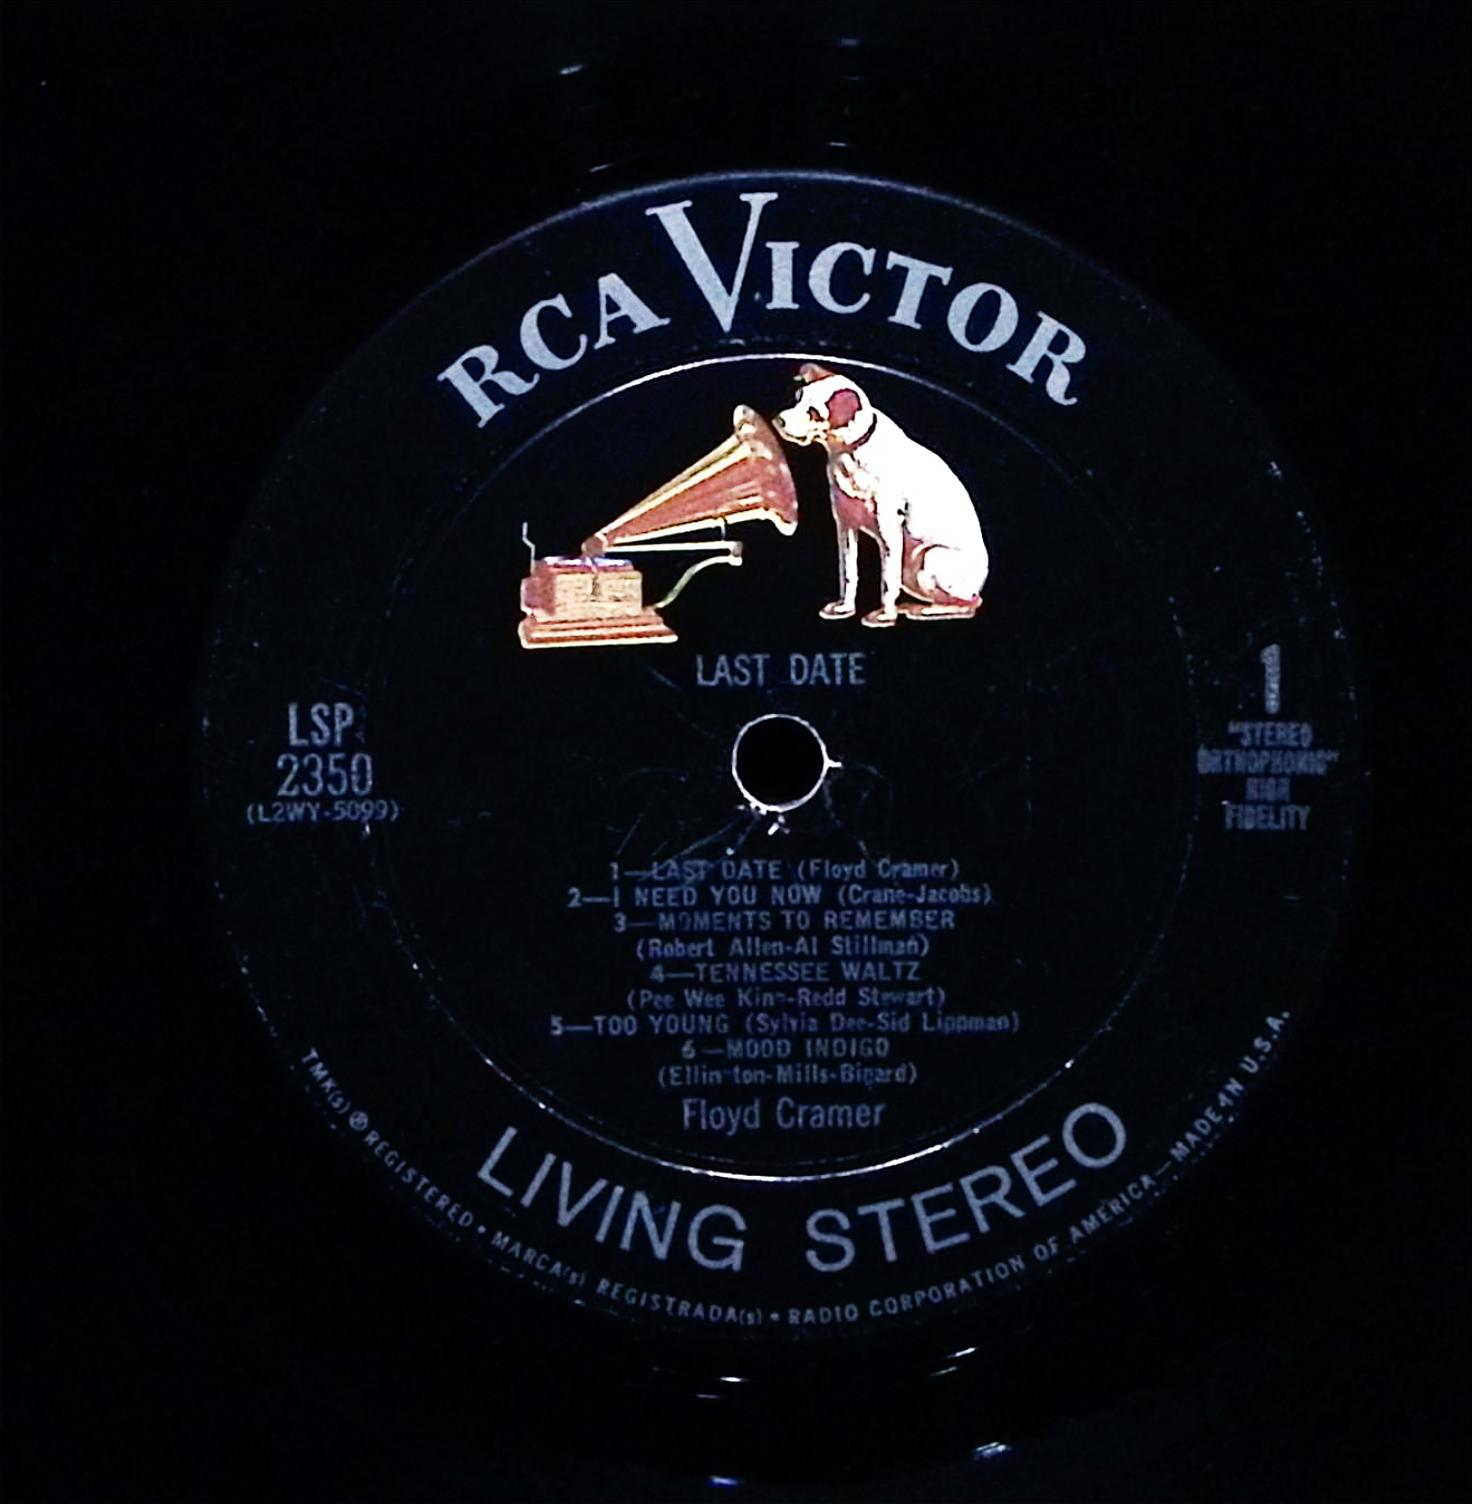 RCA VICTOR
LAST DATE
LSP
2350
(L2WY-5099)
1
"STEREO
ORTHOPHONIC"
HIGH
FIDELITY
1—LAST DATE (Floyd Cramer)
2—I NEED YOU NOW (Crane-Jacobs)
3—MOMENTS TO REMEMBER
(Robert Allen-Al Stillman)
4—TENNESSEE WALTZ
(Pee Wee King-Redd Stewart)
5—TOO YOUNG (Sylvia Dee-Sid Lippman)
6—MOOD INDIGO
(Ellington-Mills-Bigard)
Floyd Cramer
LIVING STEREO
TMK(s) ® REGISTERED • MARCA(s) REGISTRADA(s) • RADIO CORPORATION OF AMERICA—MADE IN U.S.A.